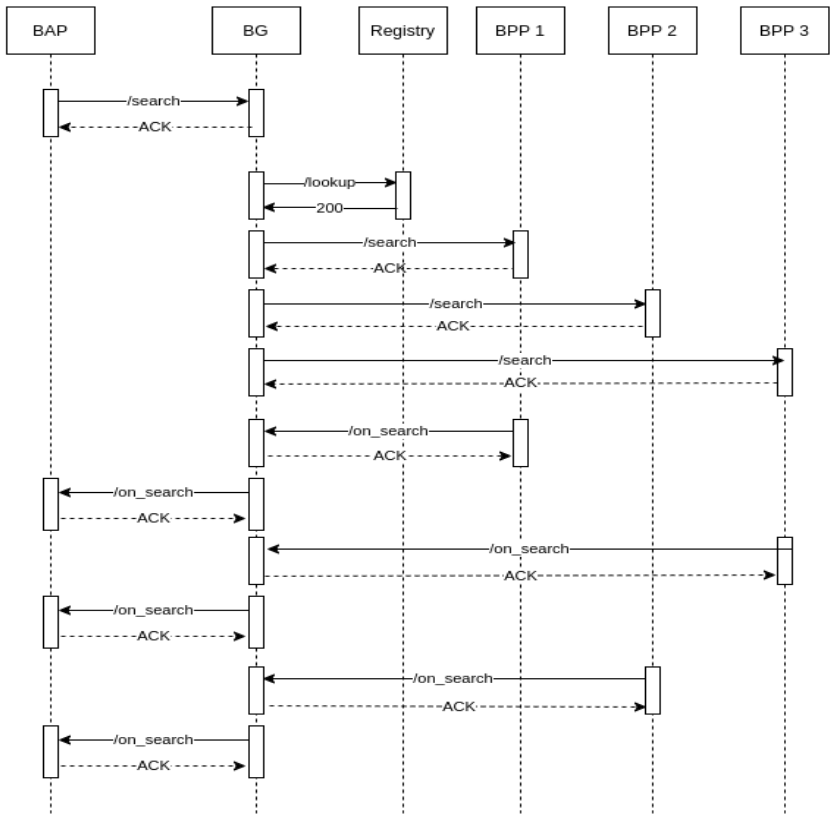 BAP
BG
Registry
BPP 1
BPP 2
BPP 3
/search
ACK
/lookup
200
/search
ACK
/search
ACK
/search
ACK
/on_search
ACK
/on_search
ACK
/on_search
ACK
/on_search
ACK
/on_search
ACK
/on_search
ACK